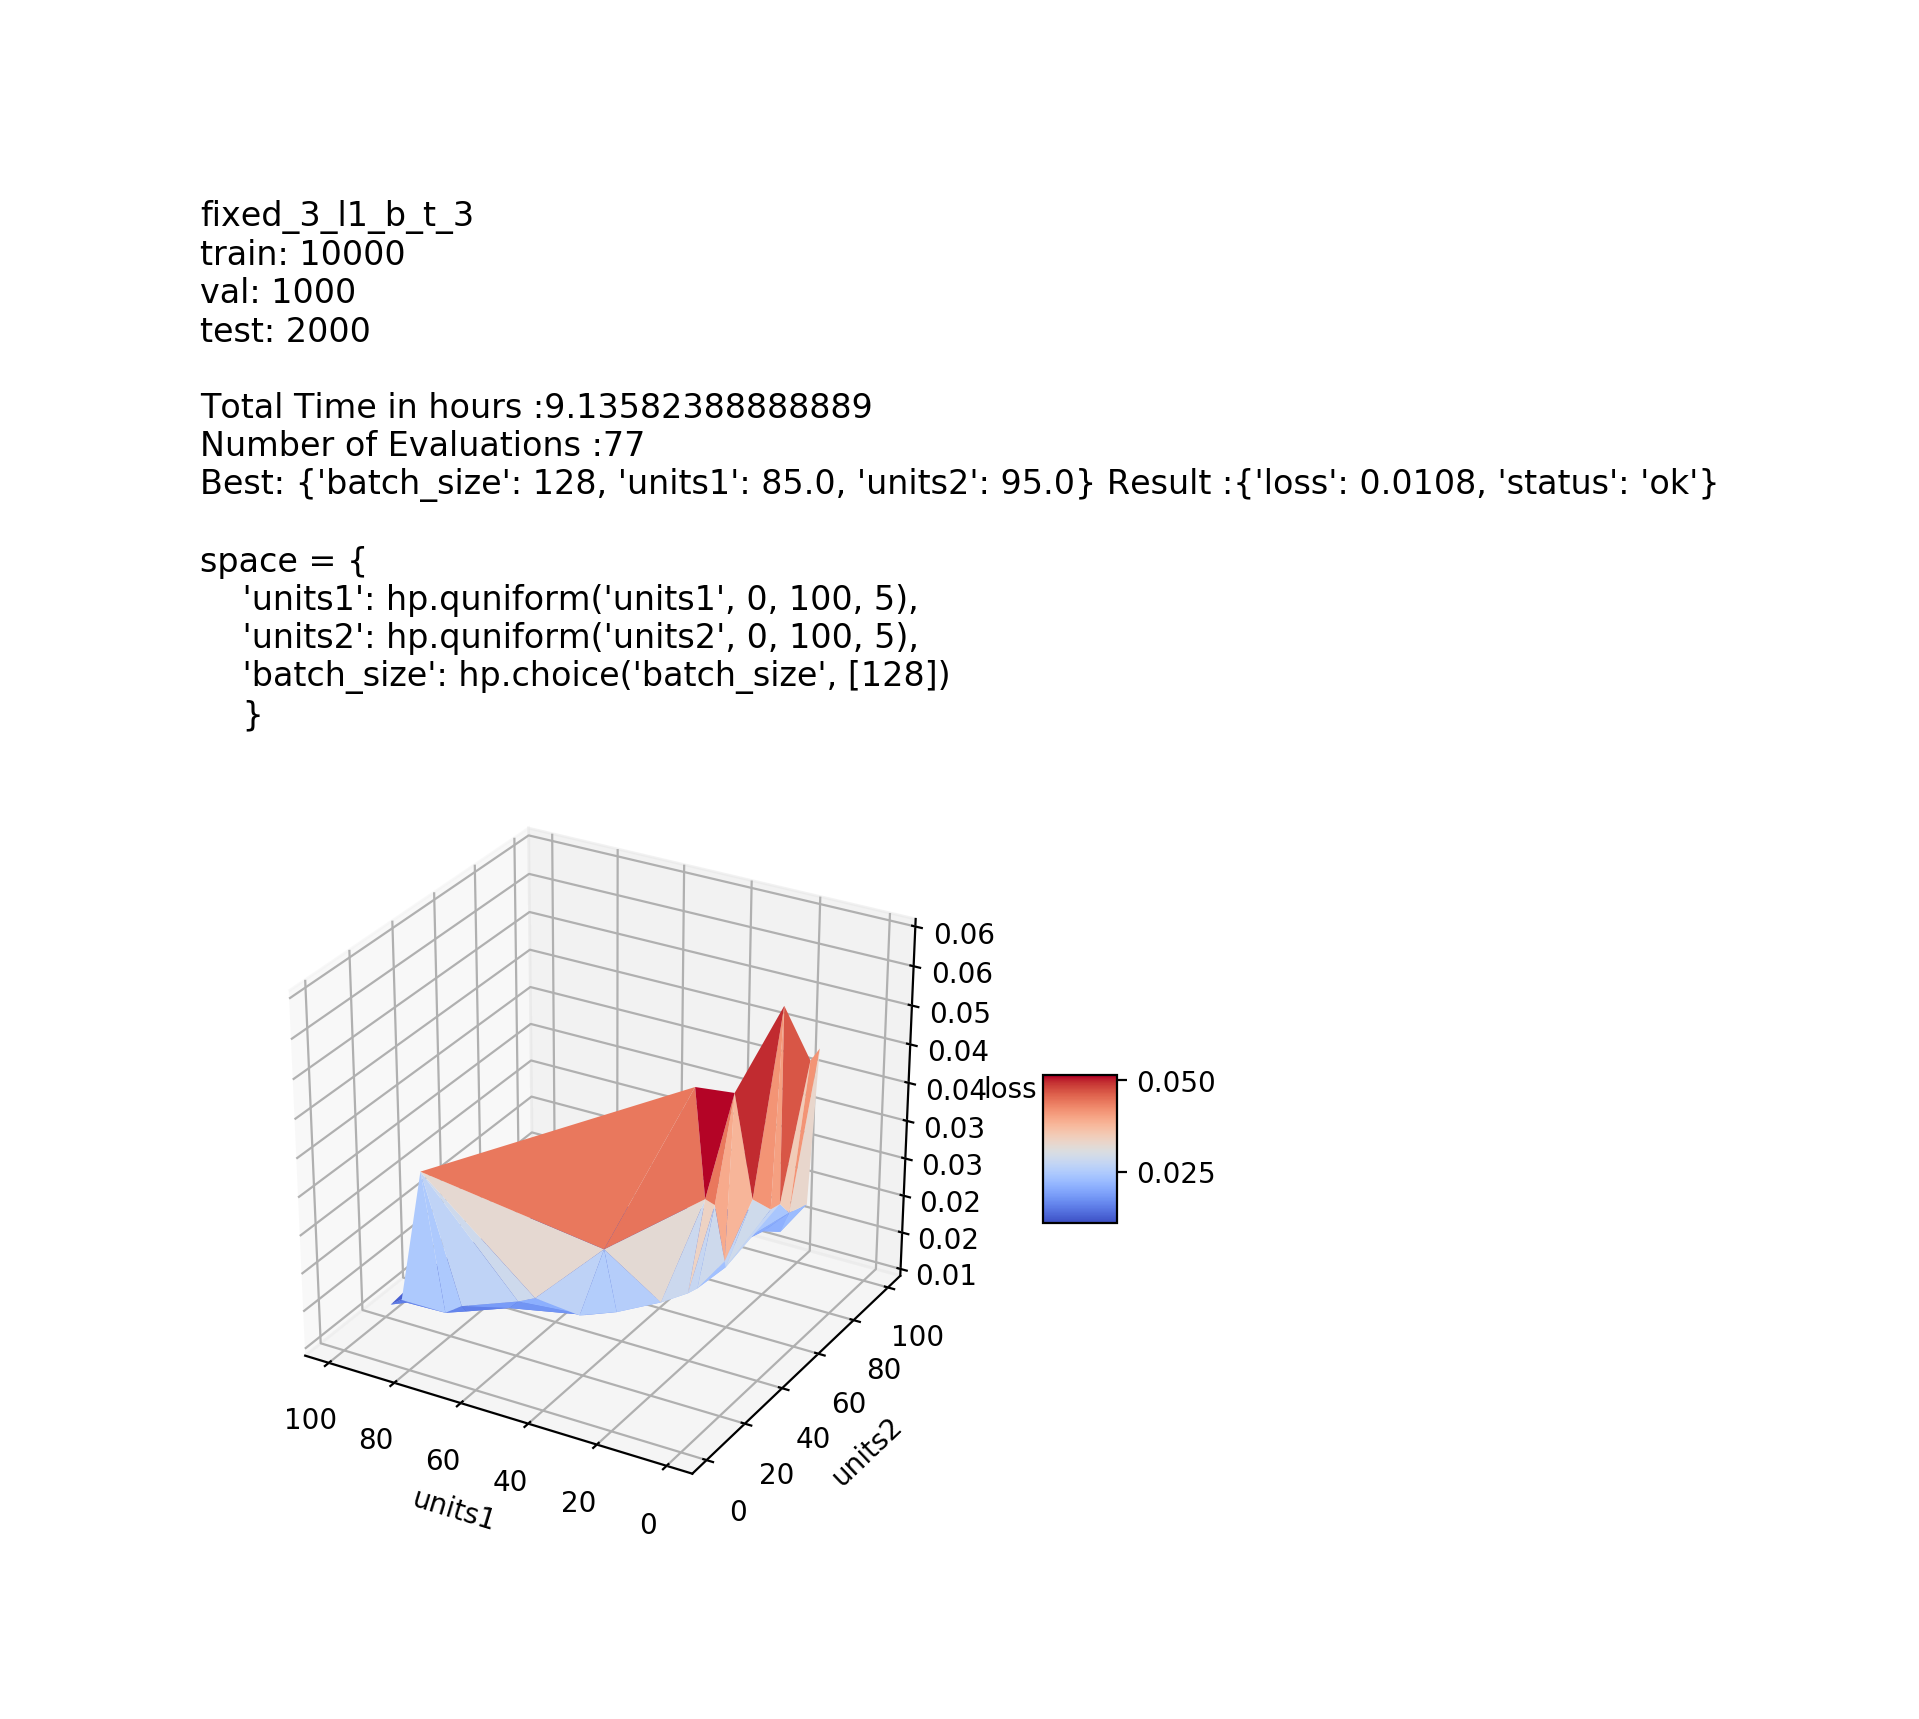 fixed_3_l1_b_t_3
train: 10000
val: 1000
test: 2000
Total Time in hours :9.13582388888889
Number of Evaluations :77
Best: {'batch_size': 128, 'units1': 85.0, 'units2': 95.0} Result :{'loss': 0.0108, 'status': 'ok'}
space = {
'units1': hp.quniform('units1', 0, 100, 5),
'units2': hp.quniform('units2', 0, 100, 5),
'batch_size': hp.choice('batch_size', [128])
}
0.06
0.06
0.05
0.04
0.04
0.03
0.03
0.02
0.02
0.01
loss
0.050
0.025
100
80
60
40
20
0
units1
0
20
40
60
80
100
units2